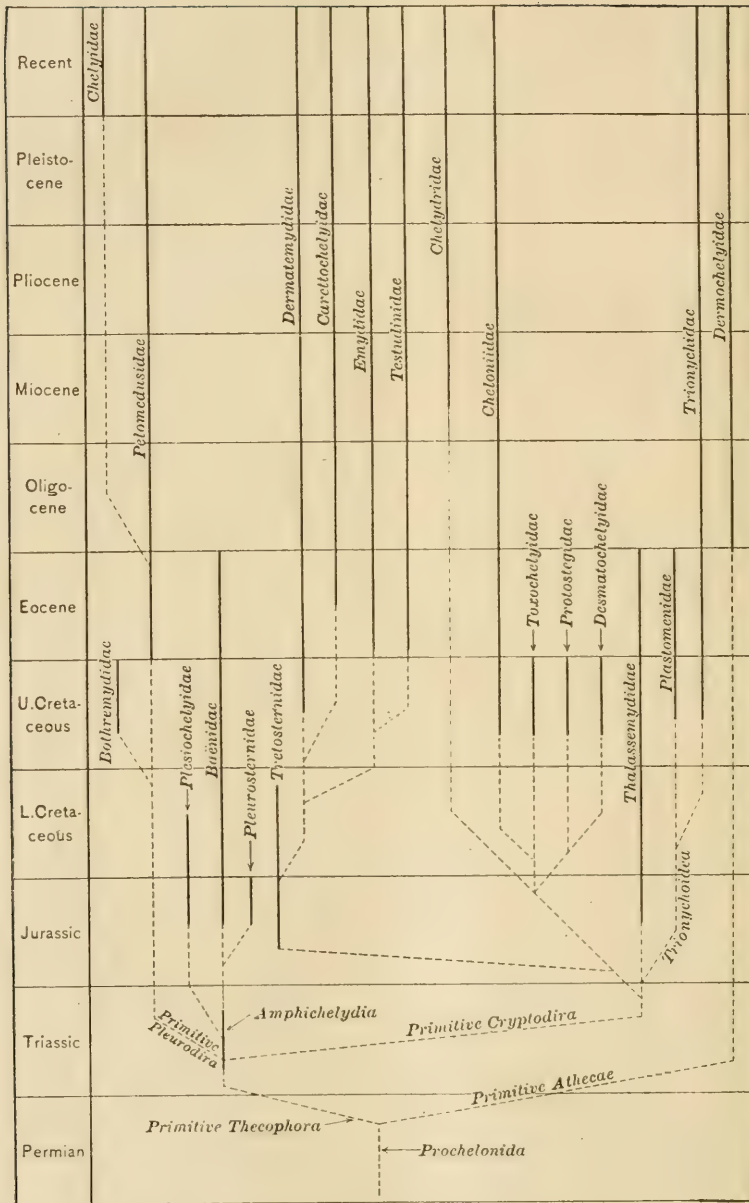 Recent
Chelyidae
Pleisto-
cene
Pliocene
Miocene
Oligo-
cene
Eocene
U.Creta-
ceous
L.Creta-
ceous
Jurassic
Triassic
Permian
Pelomedusidae
Dermatemydidae
Carettochelyidae
Emydidae
Testudinidae
Chelydridae
Cheloniidae
Trionychidae
Dermochelyidae
Toxochelyidae
Protostegidae
Desmatochelyidae
Plastomenidae
Bothremydidae
Plesiochelyidae
Baënidae
Pleurosternidae
Tretosternidae
Thalassemydidae
Trionychoidea
Primitive
Pleurodira
Amphichelydia
Primitive Cryptodira
Primitive Athecae
Primitive Thecophora
Prochelonida